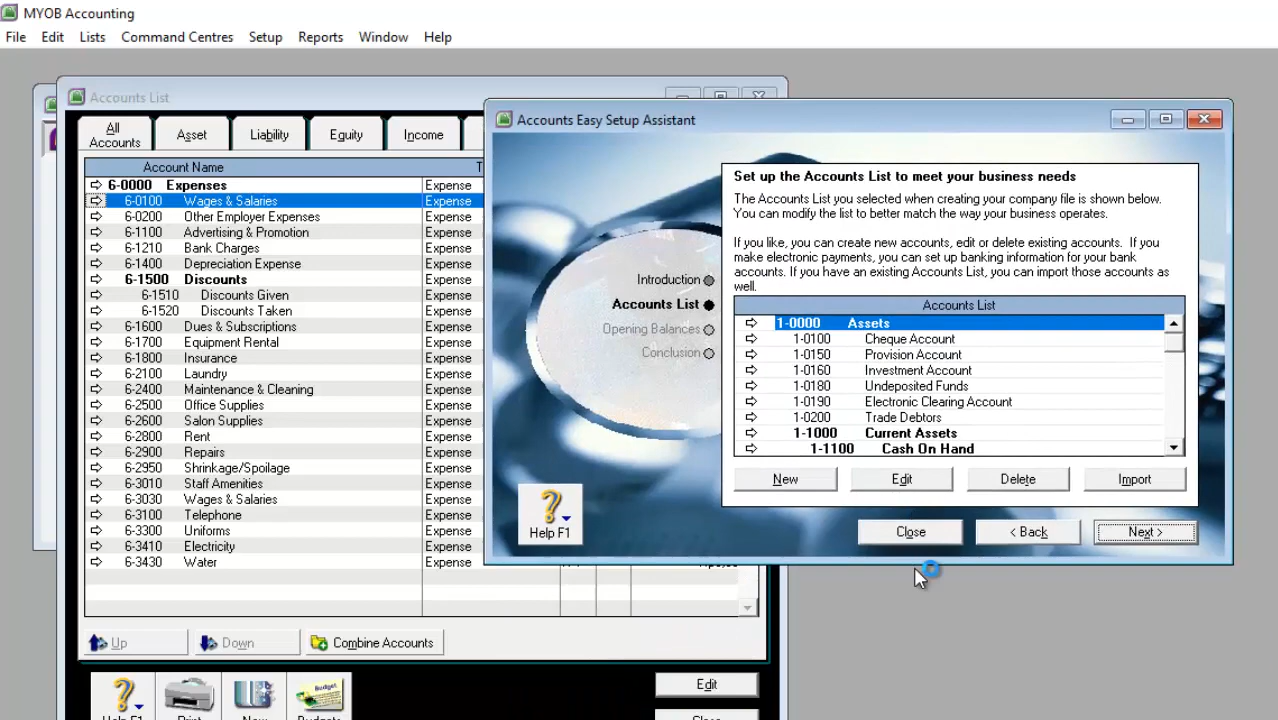 MYOB Accounting
File Edit Lists Command Centres Setup Reports Window Help
Accounts List
All Accounts Asset Liability Equity Income
Account Name
6-0000 Expenses Expense
6-0100 Wages & Salaries Expense
6-0200 Other Employer Expenses Expense
6-1100 Advertising & Promotion Expense
6-1210 Bank Charges Expense
6-1400 Depreciation Expense Expense
6-1500 Discounts Expense
6-1510 Discounts Given Expense
6-1520 Discounts Taken Expense
6-1600 Dues & Subscriptions Expense
6-1700 Equipment Rental Expense
6-1800 Insurance Expense
6-2100 Laundry Expense
6-2400 Maintenance & Cleaning Expense
6-2500 Office Supplies Expense
6-2600 Salon Supplies Expense
6-2800 Rent Expense
6-2900 Repairs Expense
6-2950 Shrinkage/Spoilage Expense
6-3010 Staff Amenities Expense
6-3030 Wages & Salaries Expense
6-3100 Telephone Expense
6-3300 Uniforms Expense
6-3410 Electricity Expense
6-3430 Water Expense
Up Down Combine Accounts
Help F1 Print New Budgets
Edit
Close
Accounts Easy Setup Assistant
Introduction
Accounts List
Opening Balances
Conclusion
Set up the Accounts List to meet your business needs
The Accounts List you selected when creating your company file is shown below.
You can modify the list to better match the way your business operates.
If you like, you can create new accounts, edit or delete existing accounts. If you
make electronic payments, you can set up banking information for your bank
accounts. If you have an existing Accounts List, you can import those accounts as
well.
Accounts List
1-0000 Assets
1-0100 Cheque Account
1-0150 Provision Account
1-0160 Investment Account
1-0180 Undeposited Funds
1-0190 Electronic Clearing Account
1-0200 Trade Debtors
1-1000 Current Assets
1-1100 Cash On Hand
New Edit Delete Import
Help F1
Close < Back Next >